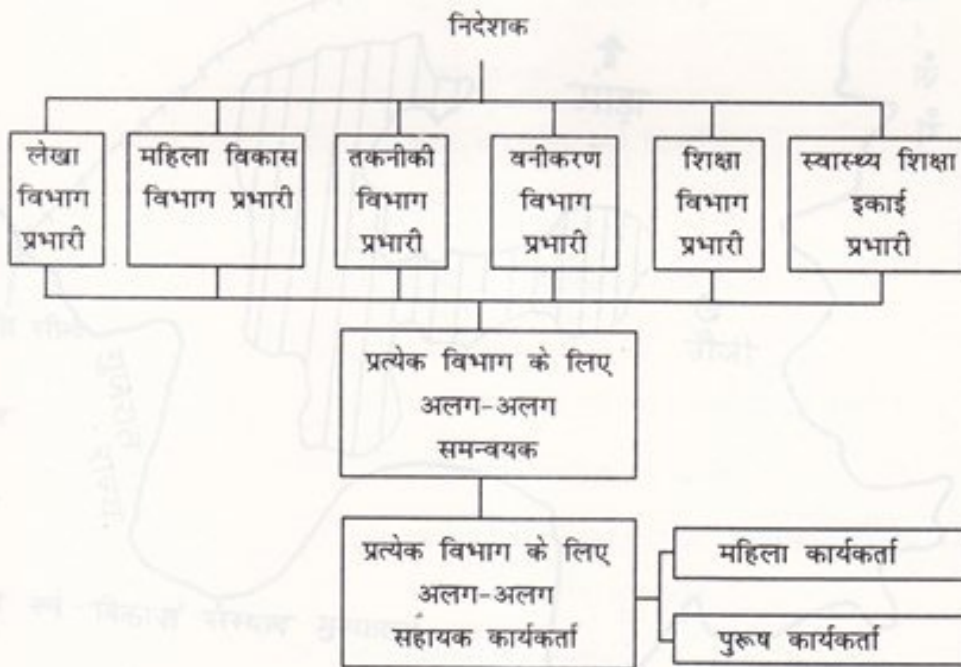 निदेशक
लेखा
विभाग
प्रभारी
महिला विकास
विभाग प्रभारी
तकनीकी
विभाग
प्रभारी
वनीकरण
विभाग
प्रभारी
शिक्षा
विभाग
प्रभारी
स्वास्थ्य शिक्षा
इकाई
प्रभारी
प्रत्येक विभाग के लिए
अलग-अलग
समन्वयक
प्रत्येक विभाग के लिए
अलग-अलग
सहायक कार्यकर्ता
महिला कार्यकर्ता
पुरूष कार्यकर्ता